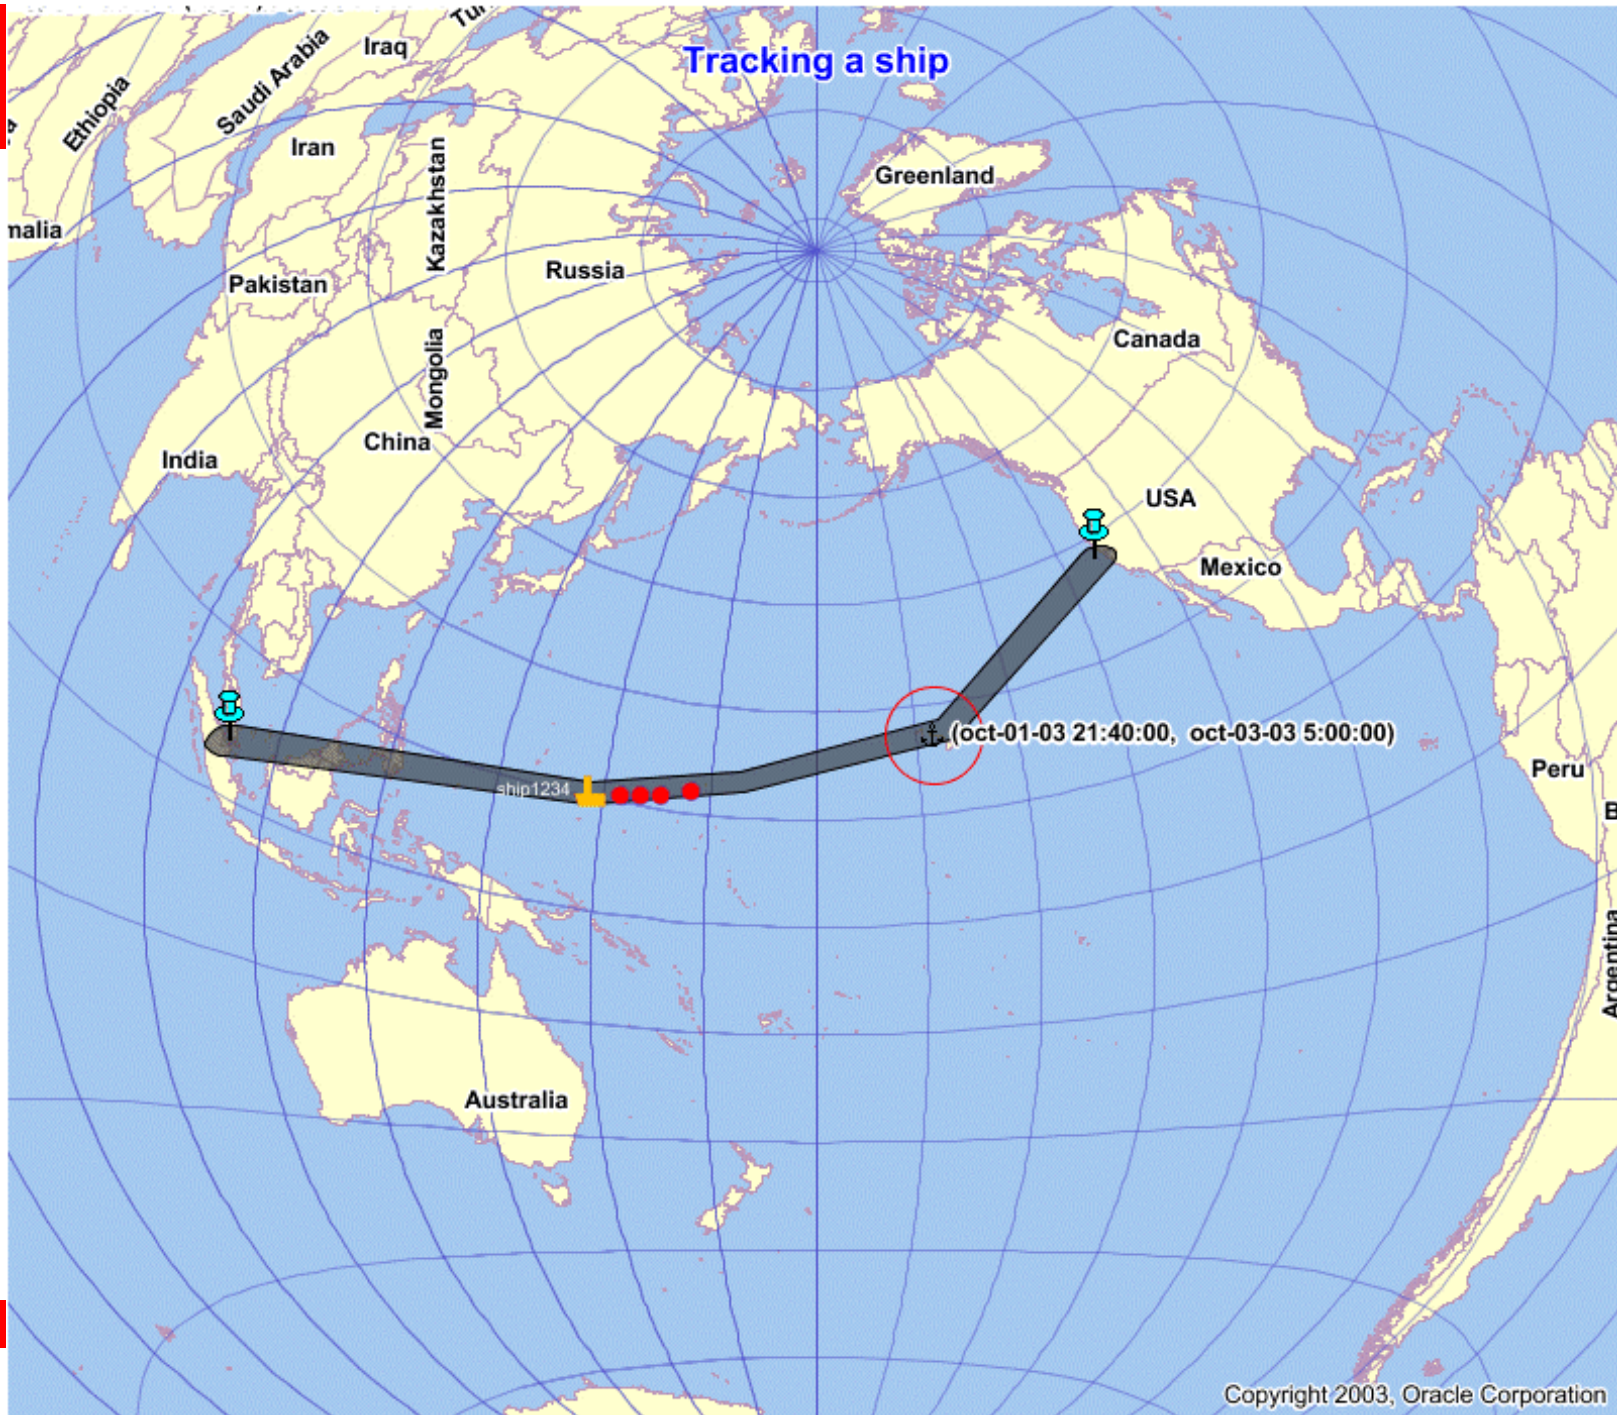 Tracking a ship
Iraq
Saudi Arabia
Ethiopia
Iran
Kazakhstan
Greenland
malia
Russia
Pakistan
Canada
Mongolia
China
India
USA
Mexico
(oct-01-03 21:40:00, oct-03-03 5:00:00)
Peru
ship1234
B
Argentina
Australia
Copyright 2003, Oracle Corporation